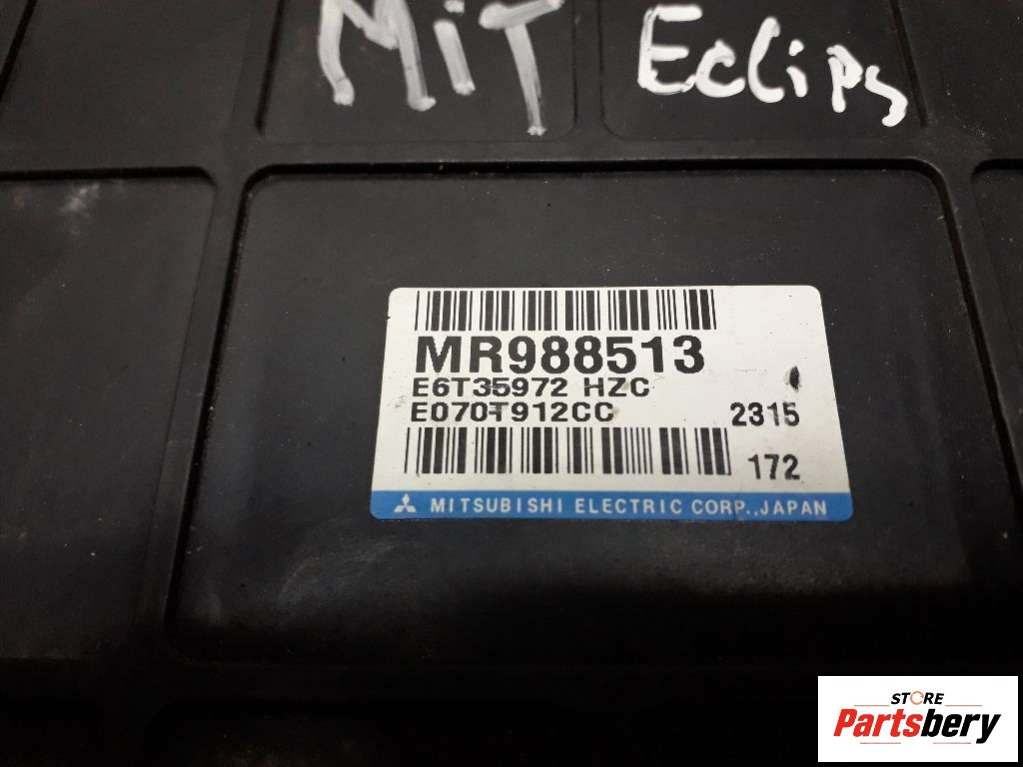 MiT Eclips
MR988513
E6T35972 HZC
E070T912CC 2315
172
MITSUBISHI ELECTRIC CORP.,JAPAN
STORE
Partsbery